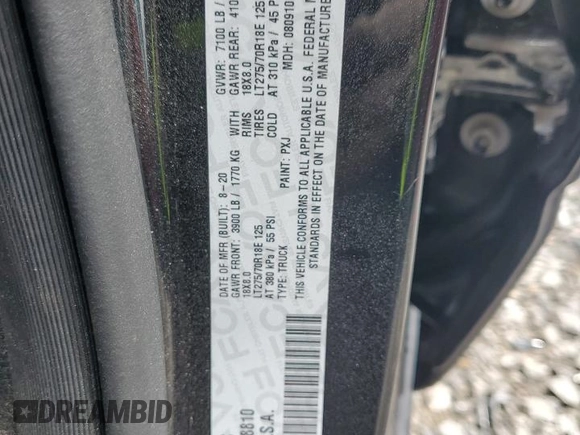 DATE OF MFR (BUILT): 8-20 GVWR: 7100 LB /
GAWR FRONT: 3900 LB / 1770 KG WITH GAWR REAR: 410
18X8.0 RIMS 18X8.0
LT275/70R18E 125 TIRES LT275/70R18E 125
AT 380 kPa / 55 PSI COLD AT 310 kPa / 45 P
TYPE: TRUCK PAINT: PXJ MDH: 080910
THIS VEHICLE CONFORMS TO ALL APPLICABLE U.S.A. FEDERAL M
STANDARDS IN EFFECT ON THE DATE OF MANUFACTURE
8810
S.A.
DREAMBID